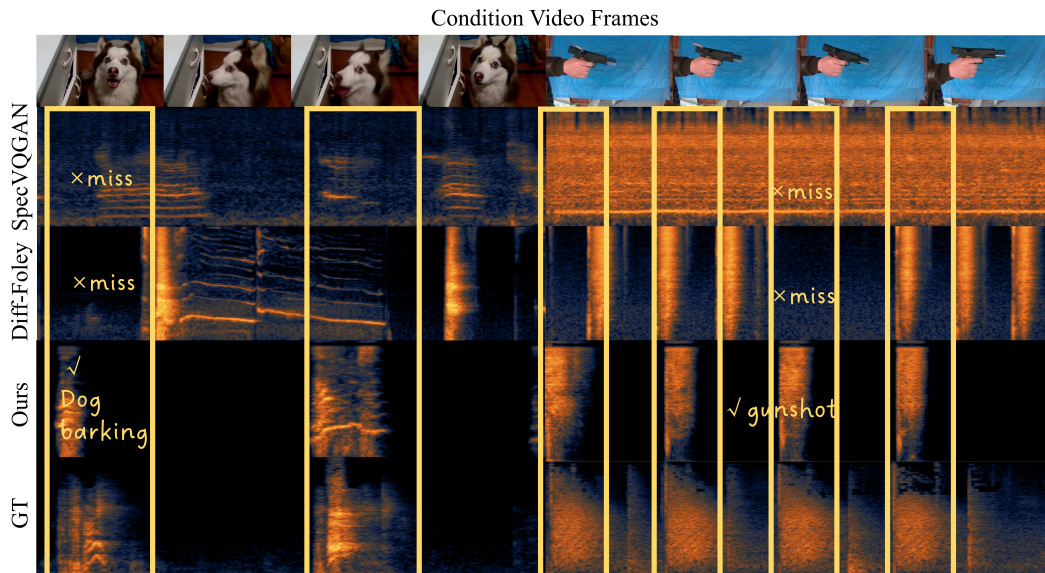 Condition Video Frames
SpecVQGAN
×miss
×miss
Diff-Foley
×miss
×miss
Ours
√
Dog
barking
√ gunshot
GT